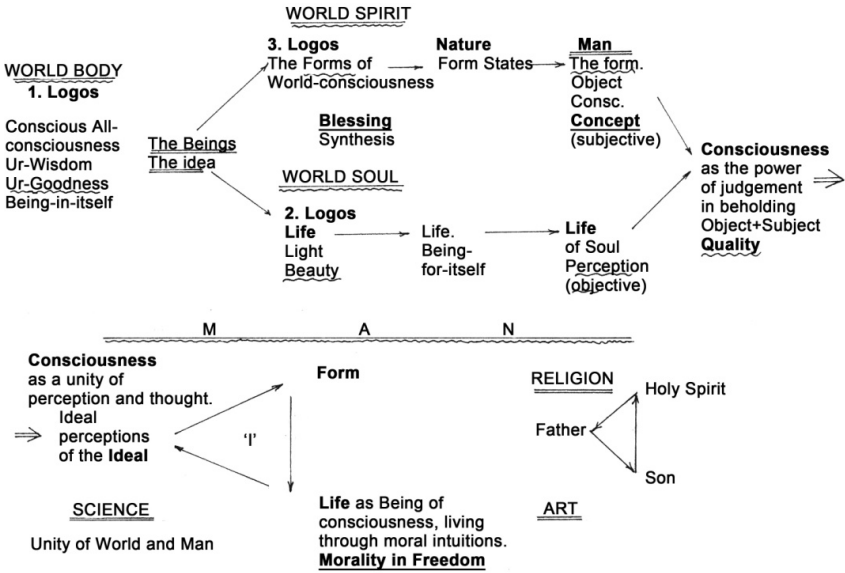 WORLD SPIRIT
3. Logos
The Forms of
World-consciousness
Nature
Form States
Man
The form.
Object
Consc.
Concept
(subjective)
WORLD BODY
1. Logos
Conscious All-
consciousness
Ur-Wisdom
Ur-Goodness
Being-in-itself
The Beings
The idea
Blessing
Synthesis
WORLD SOUL
2. Logos
Life
Light
Beauty
Life.
Being-
for-itself
Life
of Soul
Perception
(objective)
Consciousness
as the power
of judgement
in beholding
Object+Subject
Quality
M A N
Consciousness
as a unity of
perception and thought.
Ideal
perceptions
of the Ideal
'I'
Form
RELIGION
Holy Spirit
Father
Son
SCIENCE
Unity of World and Man
Life as Being of
consciousness, living
through moral intuitions.
Morality in Freedom
ART